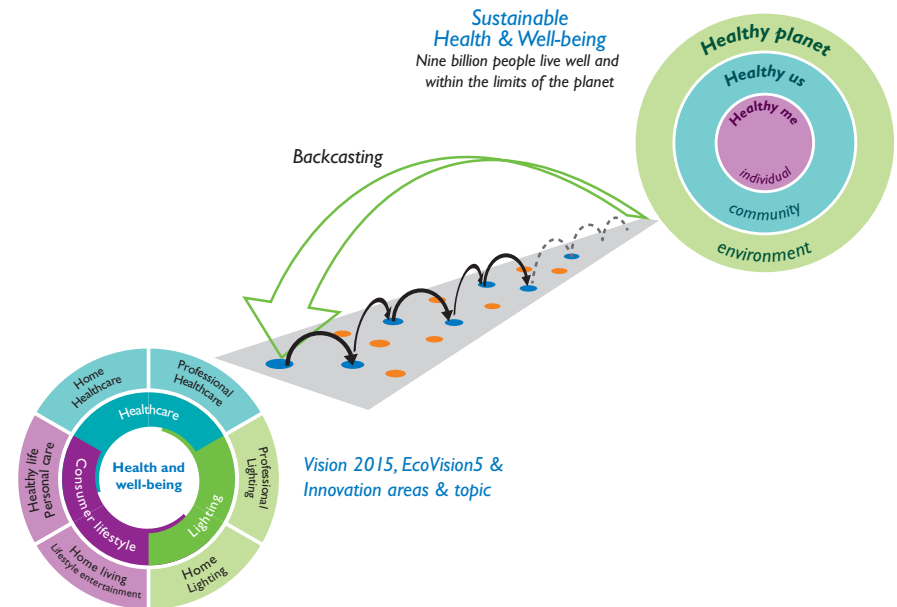 Sustainable
Health & Well-being
Nine billion people live well and
within the limits of the planet
Healthy planet
Healthy us
Healthy me
individual
community
environment
Backcasting
Home
Healthcare
Professional
Healthcare
Healthcare
Healthy life
Personal care
Consumer lifestyle
Health and
well-being
Lighting
Professional
Lighting
Home living
Lifestyle entertainment
Home
Lighting
Vision 2015, EcoVision5 &
Innovation areas & topic